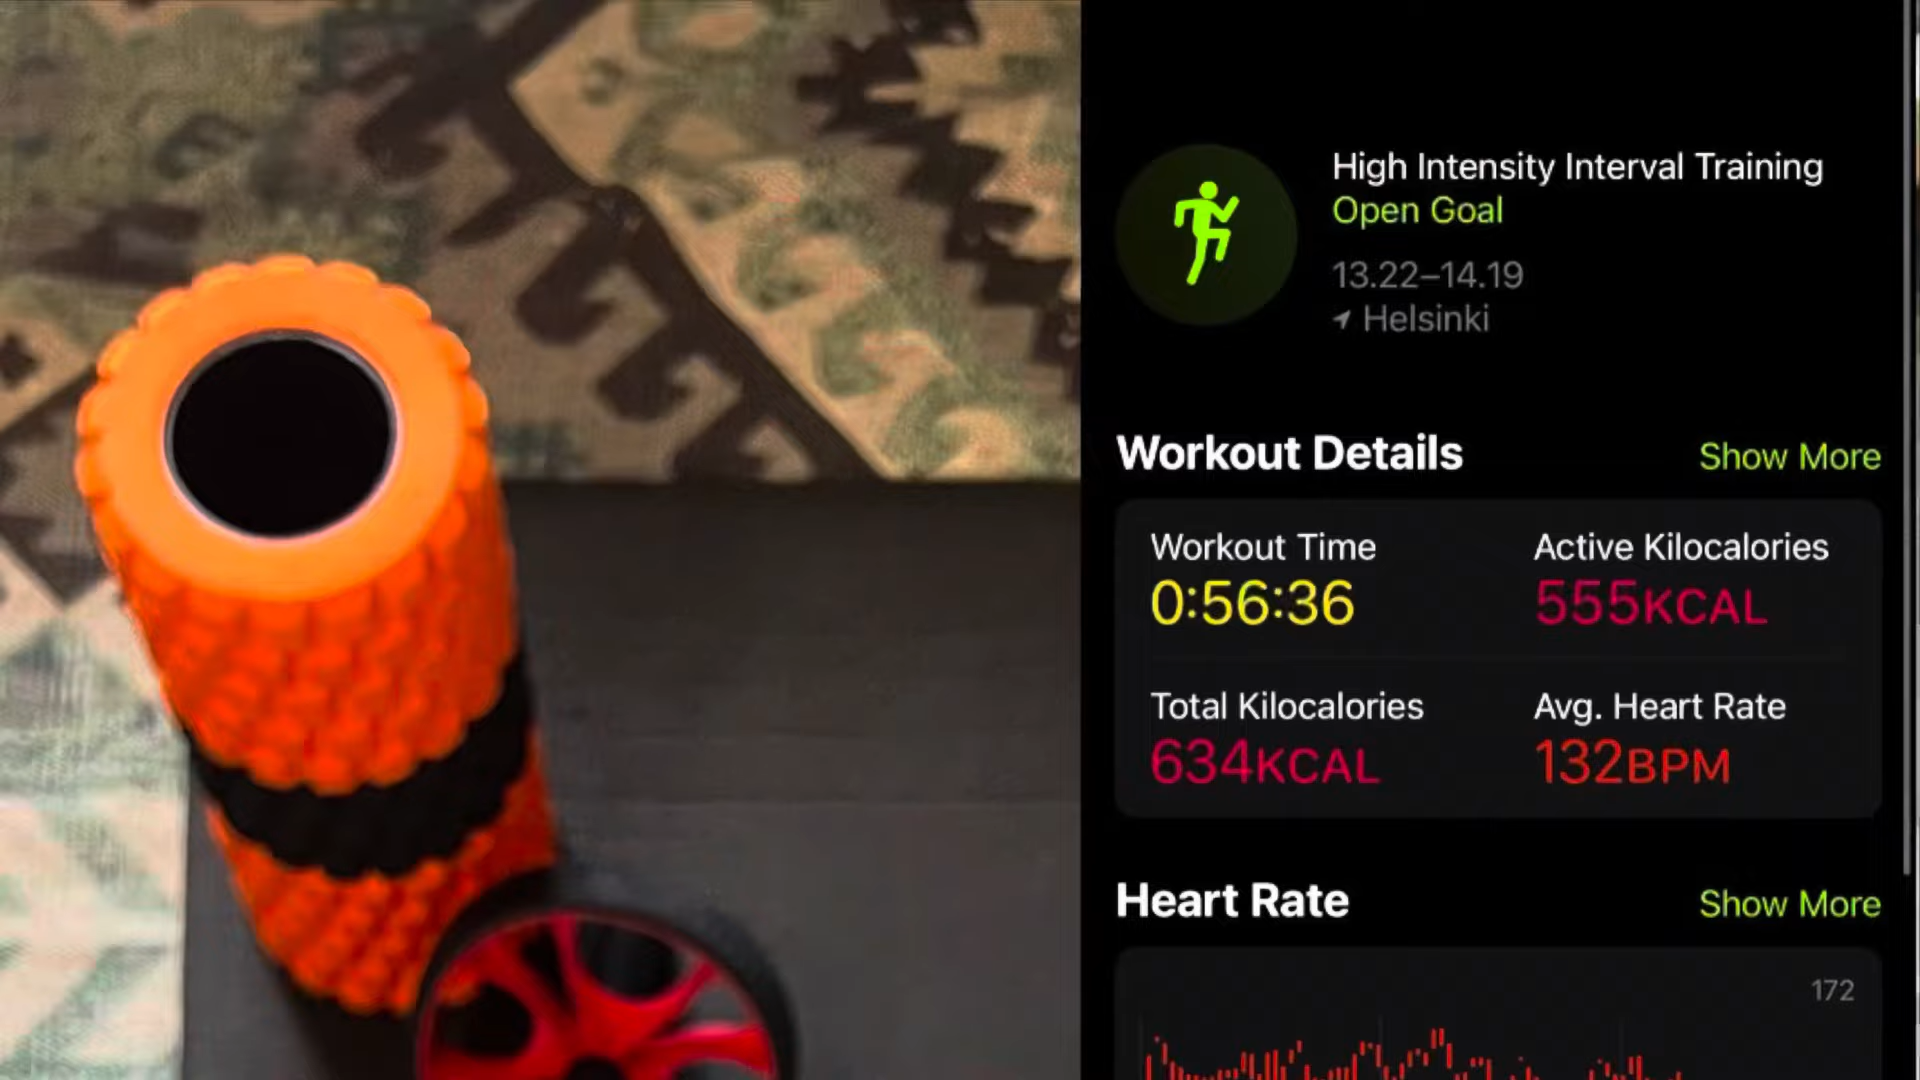 High Intensity Interval Training
Open Goal
13.22–14.19
Helsinki
Workout Details
Show More
Workout Time
Active Kilocalories
0:56:36
555KCAL
Total Kilocalories
Avg. Heart Rate
634KCAL
132BPM
Heart Rate
Show More
172